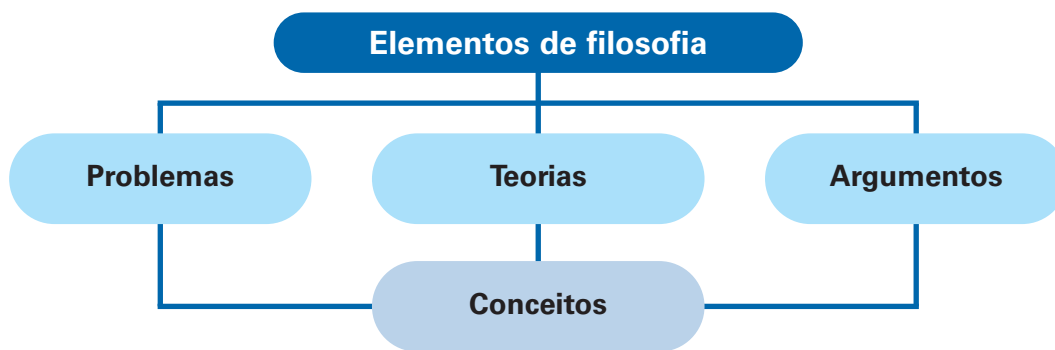 Elementos de filosofia
Problemas
Teorias
Argumentos
Conceitos